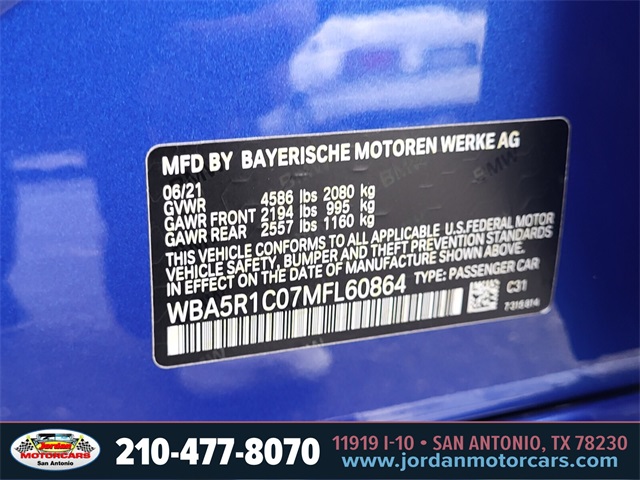 MFD BY BAYERISCHE MOTOREN WERKE AG
06/21
GVWR 4586 lbs 2080 kg
GAWR FRONT 2194 lbs 995 kg
GAWR REAR 2557 lbs 1160 kg
THIS VEHICLE CONFORMS TO ALL APPLICABLE U.S.FEDERAL MOTOR
VEHICLE SAFETY, BUMPER AND THEFT PREVENTION STANDARDS
IN EFFECT ON THE DATE OF MANUFACTURE SHOWN ABOVE.
WBA5R1C07MFL60864 TYPE: PASSENGER CAR
C31
7318814
Jordan
MOTORCARS
San Antonio
210-477-8070
11919 I-10 • SAN ANTONIO, TX 78230
www.jordanmotorcars.com